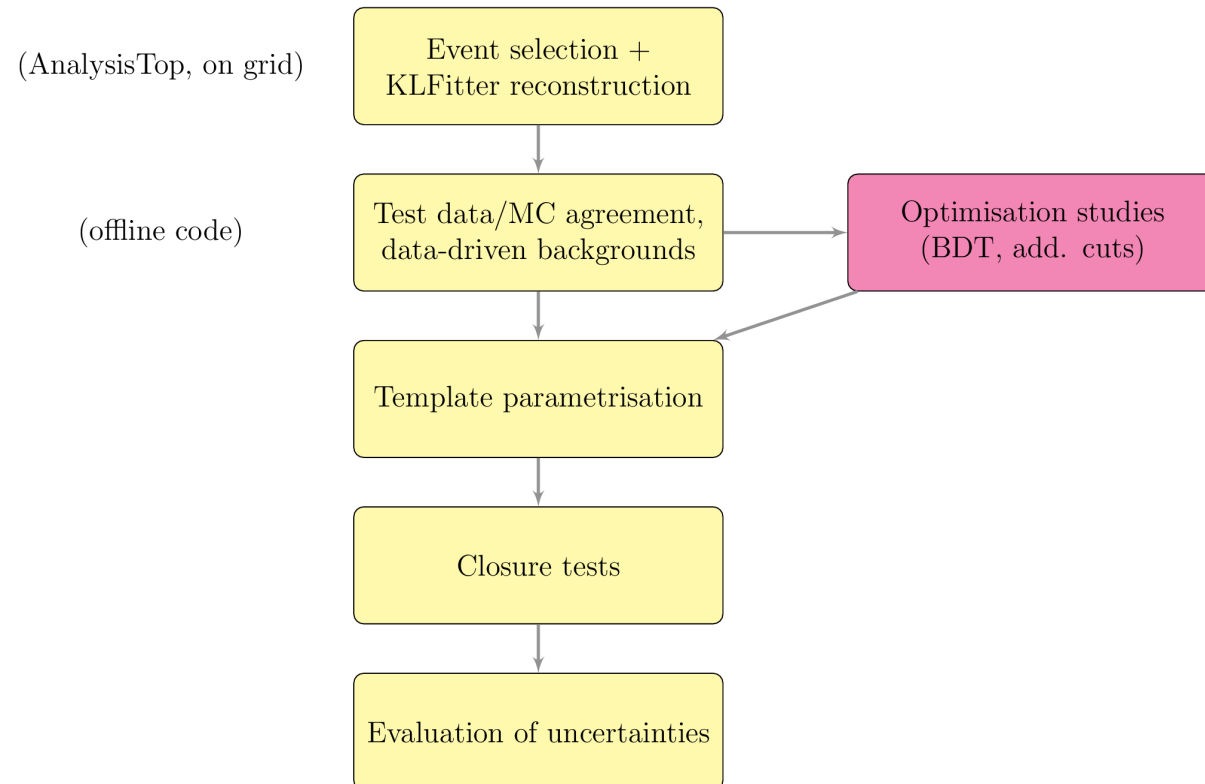 (AnalysisTop, on grid)
Event selection +
KLFitter reconstruction
(offline code)
Test data/MC agreement,
data-driven backgrounds
Optimisation studies
(BDT, add. cuts)
Template parametrisation
Closure tests
Evaluation of uncertainties